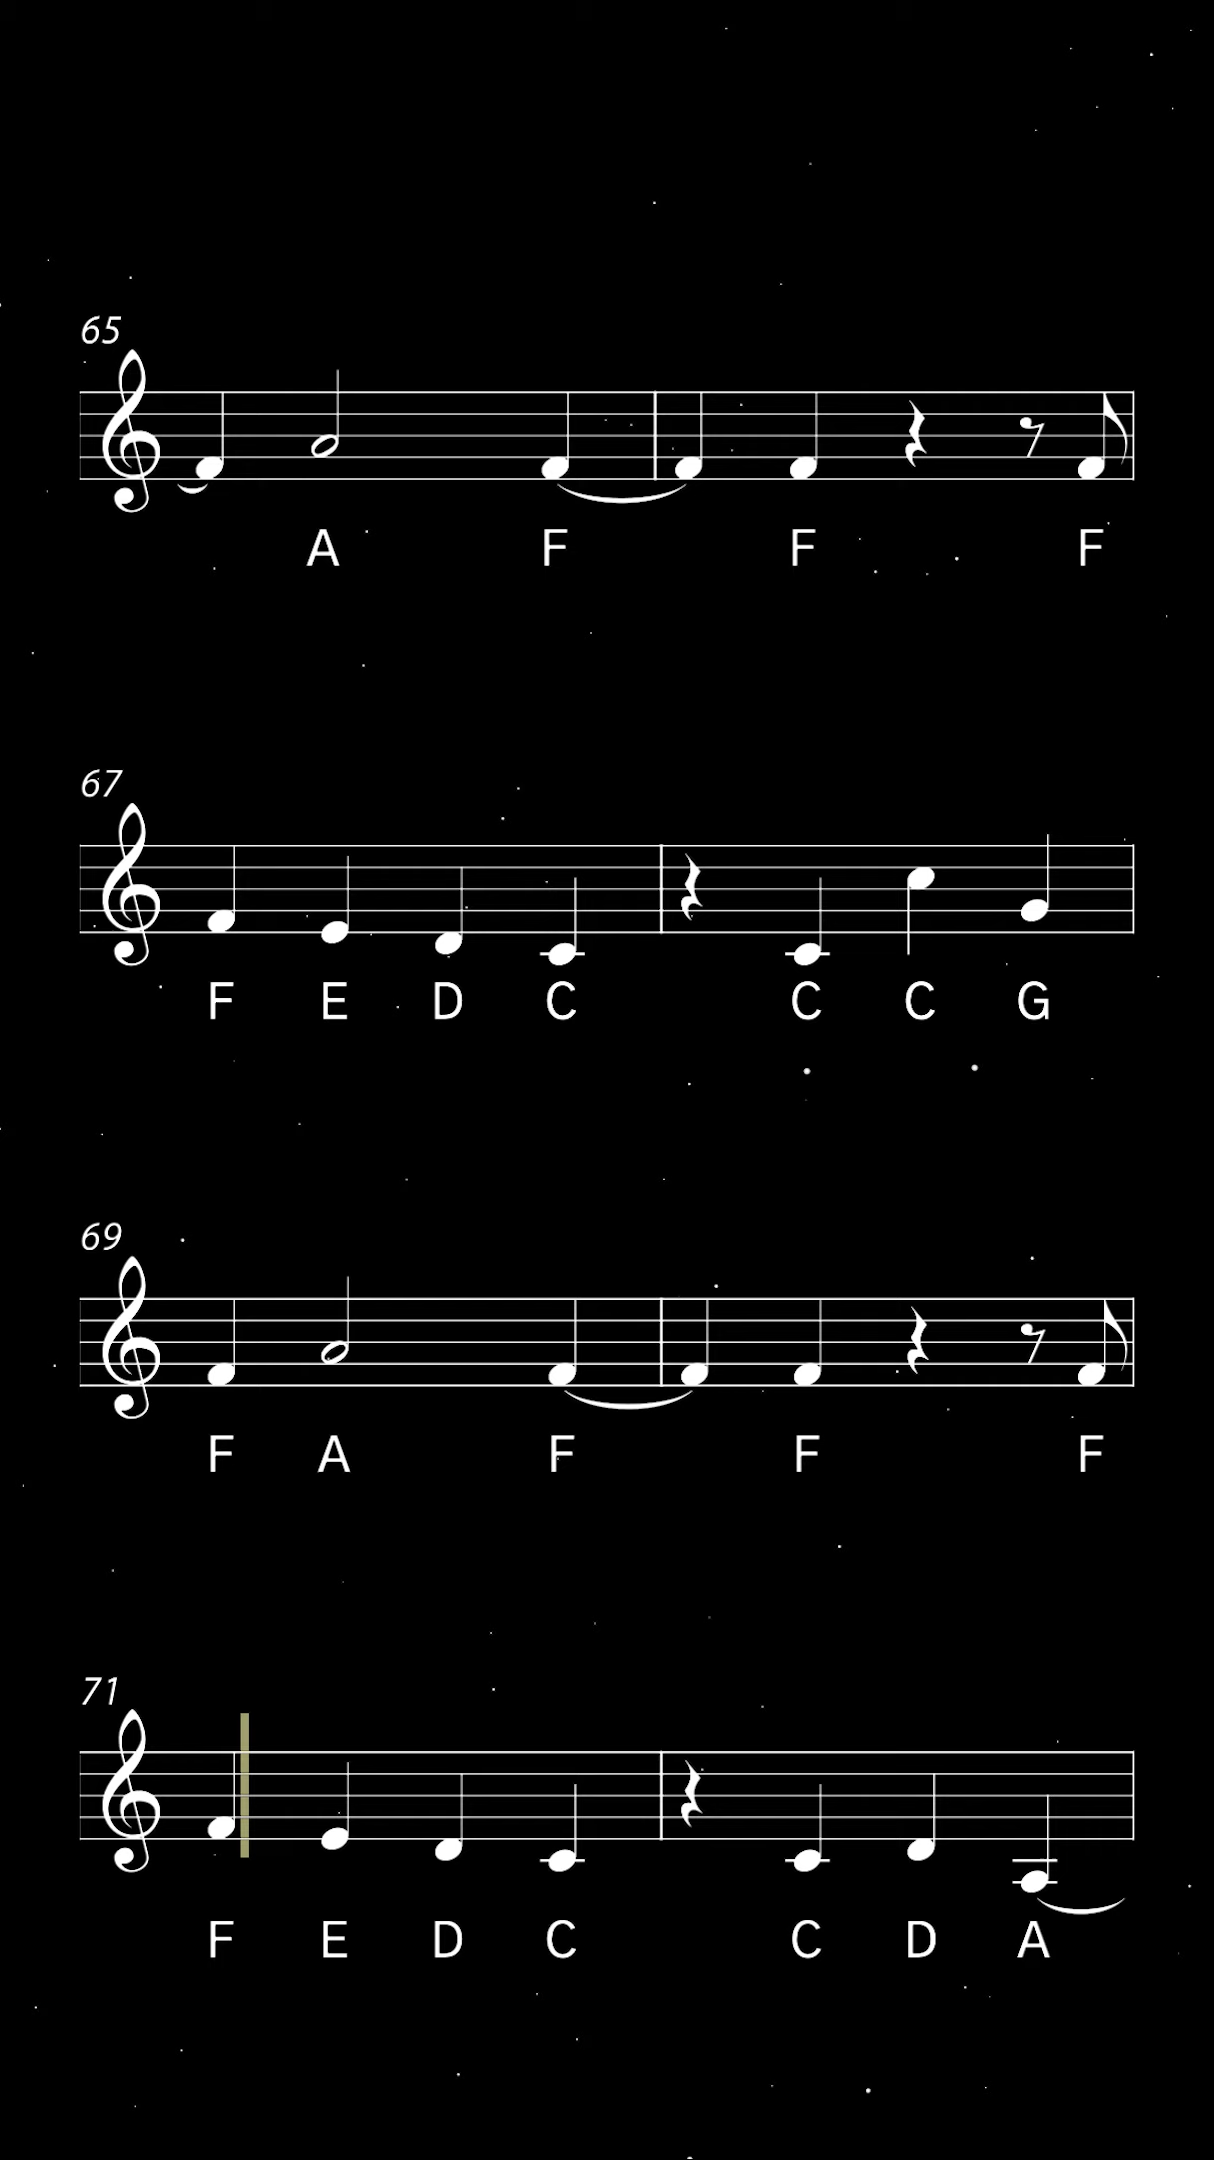 65
A F F F
67
F E D C C C G
69
F A F F F
71
F E D C C D A